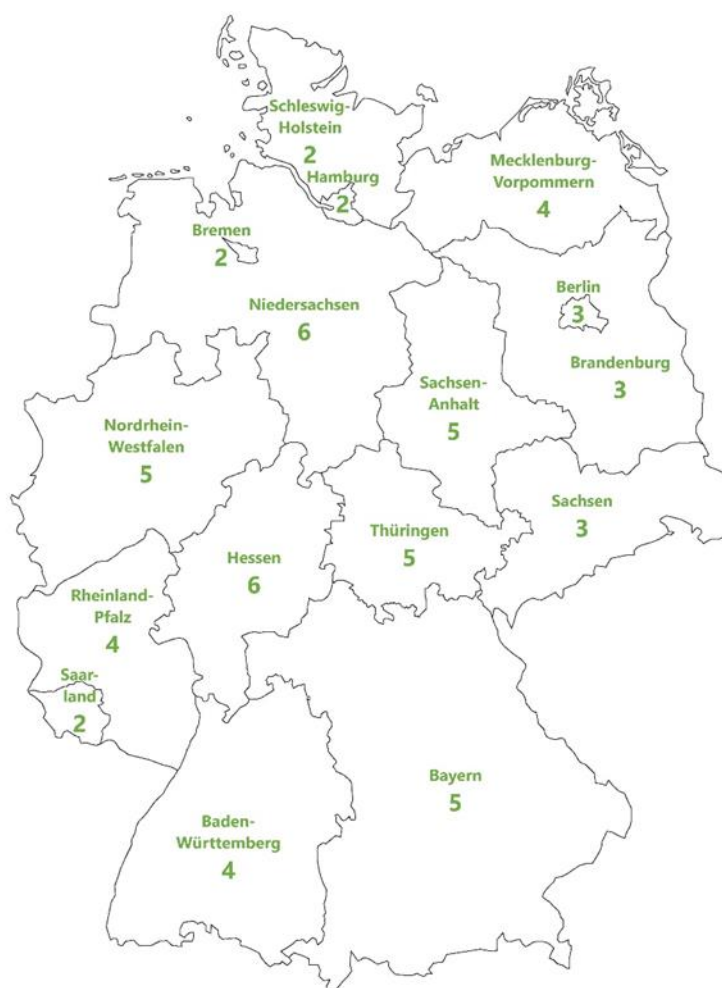 Schleswig-
Holstein
2
Hamburg
2
Mecklenburg-
Vorpommern
4
Bremen
2
Niedersachsen
6
Berlin
3
Brandenburg
3
Sachsen-
Anhalt
5
Nordrhein-
Westfalen
5
Sachsen
3
Thüringen
5
Hessen
6
Rheinland-
Pfalz
4
Saar-
land
2
Bayern
5
Baden-
Württemberg
4